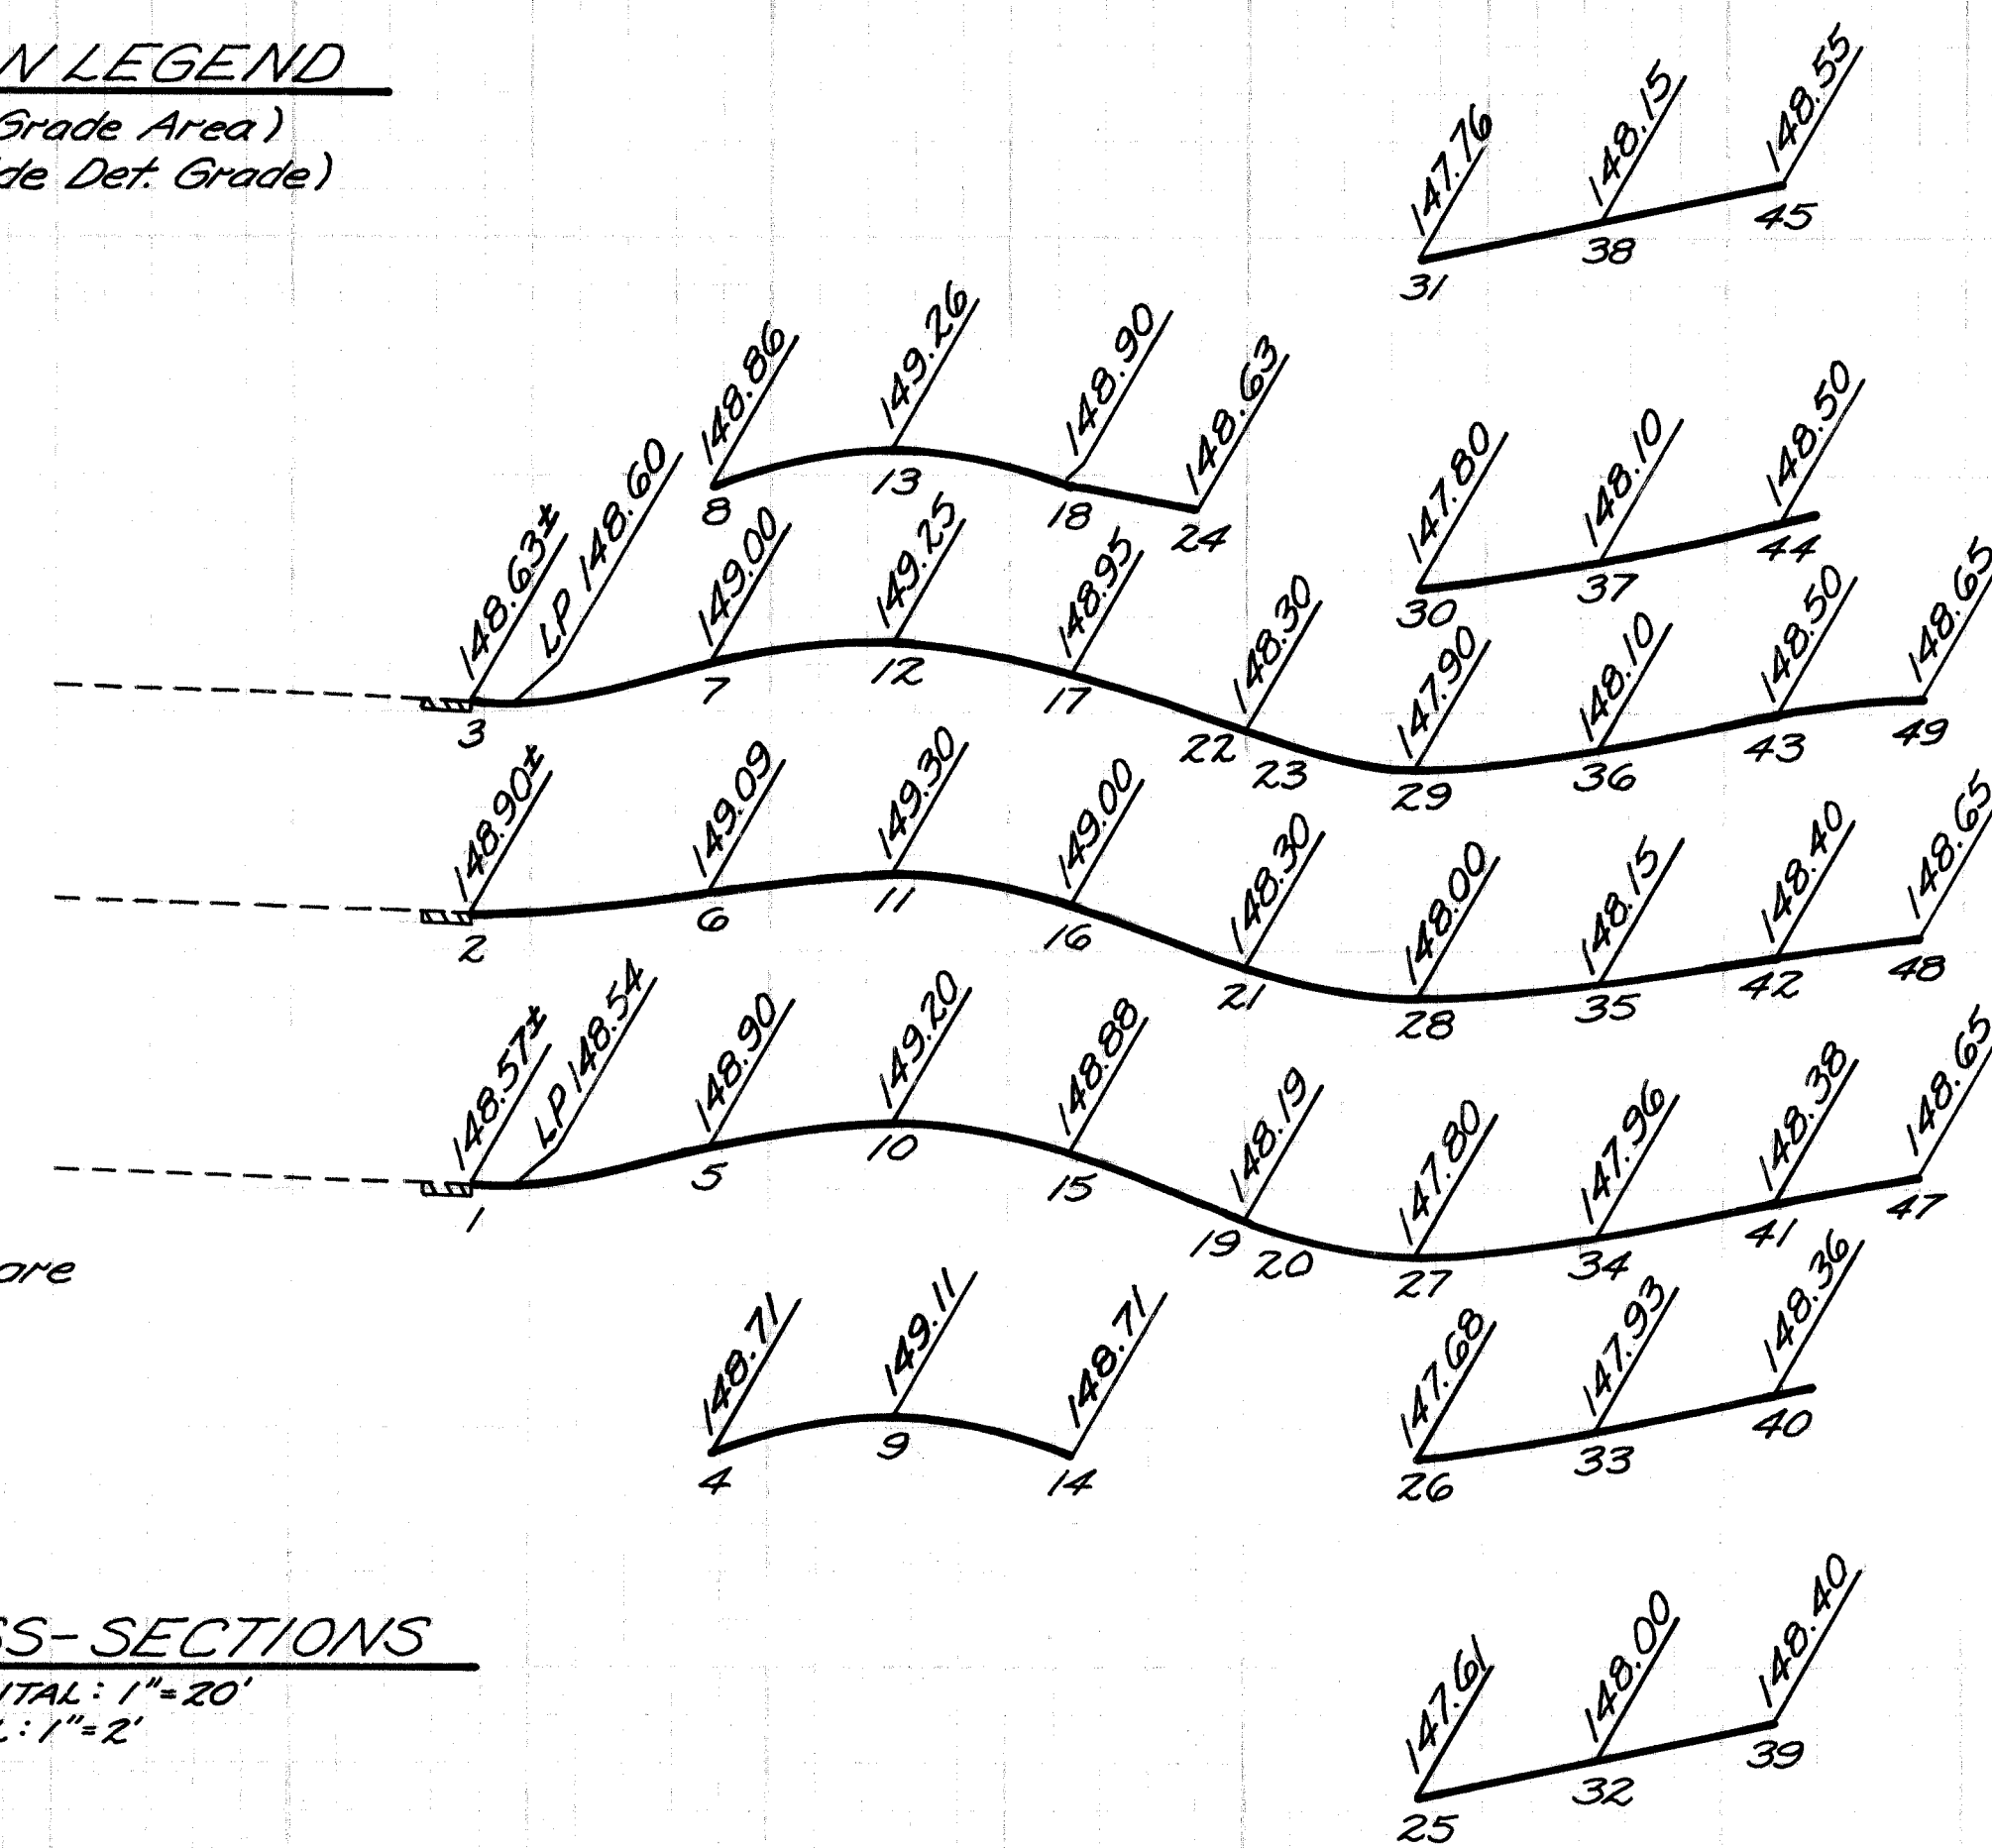 N LEGEND
Grade Area)
de Det. Grade)
147.76 148.15 148.55
31 38 45
148.86 149.26 148.90 148.63
8 13 18 24
147.80 148.10 148.50
30 37 44
148.63± LP 148.60 149.00 149.25 148.95 148.30 147.90 148.10 148.50 148.65
3 7 12 17 22 23 29 36 43 49
148.90± 149.09 149.30 149.00 148.30 148.00 148.15 148.40 148.65
2 6 11 16 21 28 35 42 48
148.57± LP 148.54 148.90 149.20 148.88 148.19 147.80 147.96 148.38 148.65
1 5 10 15 19 20 27 34 41 47
ore
148.71 149.11 148.71
4 9 14
147.68 147.93 148.36
26 33 40
SS-SECTIONS
NTAL: 1"=20'
L: 1"=2'
147.61 148.00 148.40
25 32 39